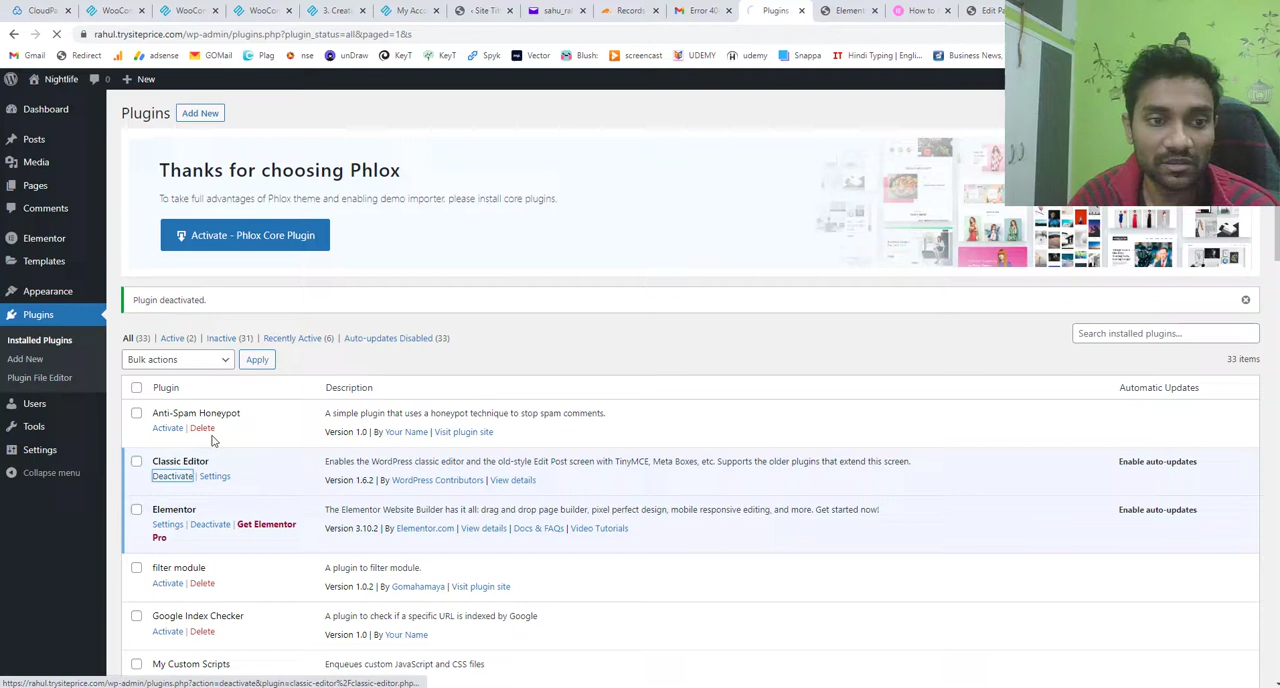 CloudPa
WooCo
WooCo
WooCo
3. Create
My Acc
‹ Site Tit
sahu_ra
Records
Error 40
Plugins
Element
How to
Edit Pa
rahul.trysiteprice.com/wp-admin/plugins.php?plugin_status=all&paged=1&s
Gmail
Redirect
adsense
GOMail
Plag
nse
unDraw
KeyT
KeyT
Spyk
Vector
Blush:
screencast
UDEMY
udemy
Snappa
IT Hindi Typing | Engli...
Business News,
Nightlife
New
Dashboard
Posts
Media
Pages
Comments
Elementor
Templates
Appearance
Plugins
Installed Plugins
Add New
Plugin File Editor
Users
Tools
Settings
Collapse menu
Plugins Add New
Thanks for choosing Phlox
To take full advantages of Phlox theme and enabling demo importer, please install core plugins.
Activate - Phlox Core Plugin
Plugin deactivated.
All (33) | Active (2) | Inactive (31) | Recently Active (6) | Auto-updates Disabled (33)
Search installed plugins...
Bulk actions Apply
33 items
Plugin Description Automatic Updates
Anti-Spam Honeypot
Activate | Delete
A simple plugin that uses a honeypot technique to stop spam comments.
Version 1.0 | By Your Name | Visit plugin site
Classic Editor
Deactivate | Settings
Enables the WordPress classic editor and the old-style Edit Post screen with TinyMCE, Meta Boxes, etc. Supports the older plugins that extend this screen.
Version 1.6.2 | By WordPress Contributors | View details
Enable auto-updates
Elementor
Settings | Deactivate | Get Elementor
Pro
The Elementor Website Builder has it all: drag and drop page builder, pixel perfect design, mobile responsive editing, and more. Get started now!
Version 3.10.2 | By Elementor.com | View details | Docs & FAQs | Video Tutorials
Enable auto-updates
filter module
Activate | Delete
A plugin to filter module.
Version 1.0.2 | By Gomahamaya | Visit plugin site
Google Index Checker
Activate | Delete
A plugin to check if a specific URL is indexed by Google
Version 1.0 | By Your Name
My Custom Scripts
Enqueues custom JavaScript and CSS files
https://rahul.trysiteprice.com/wp-admin/plugins.php?action=deactivate&plugin=classic-editor%2Fclassic-editor.php...